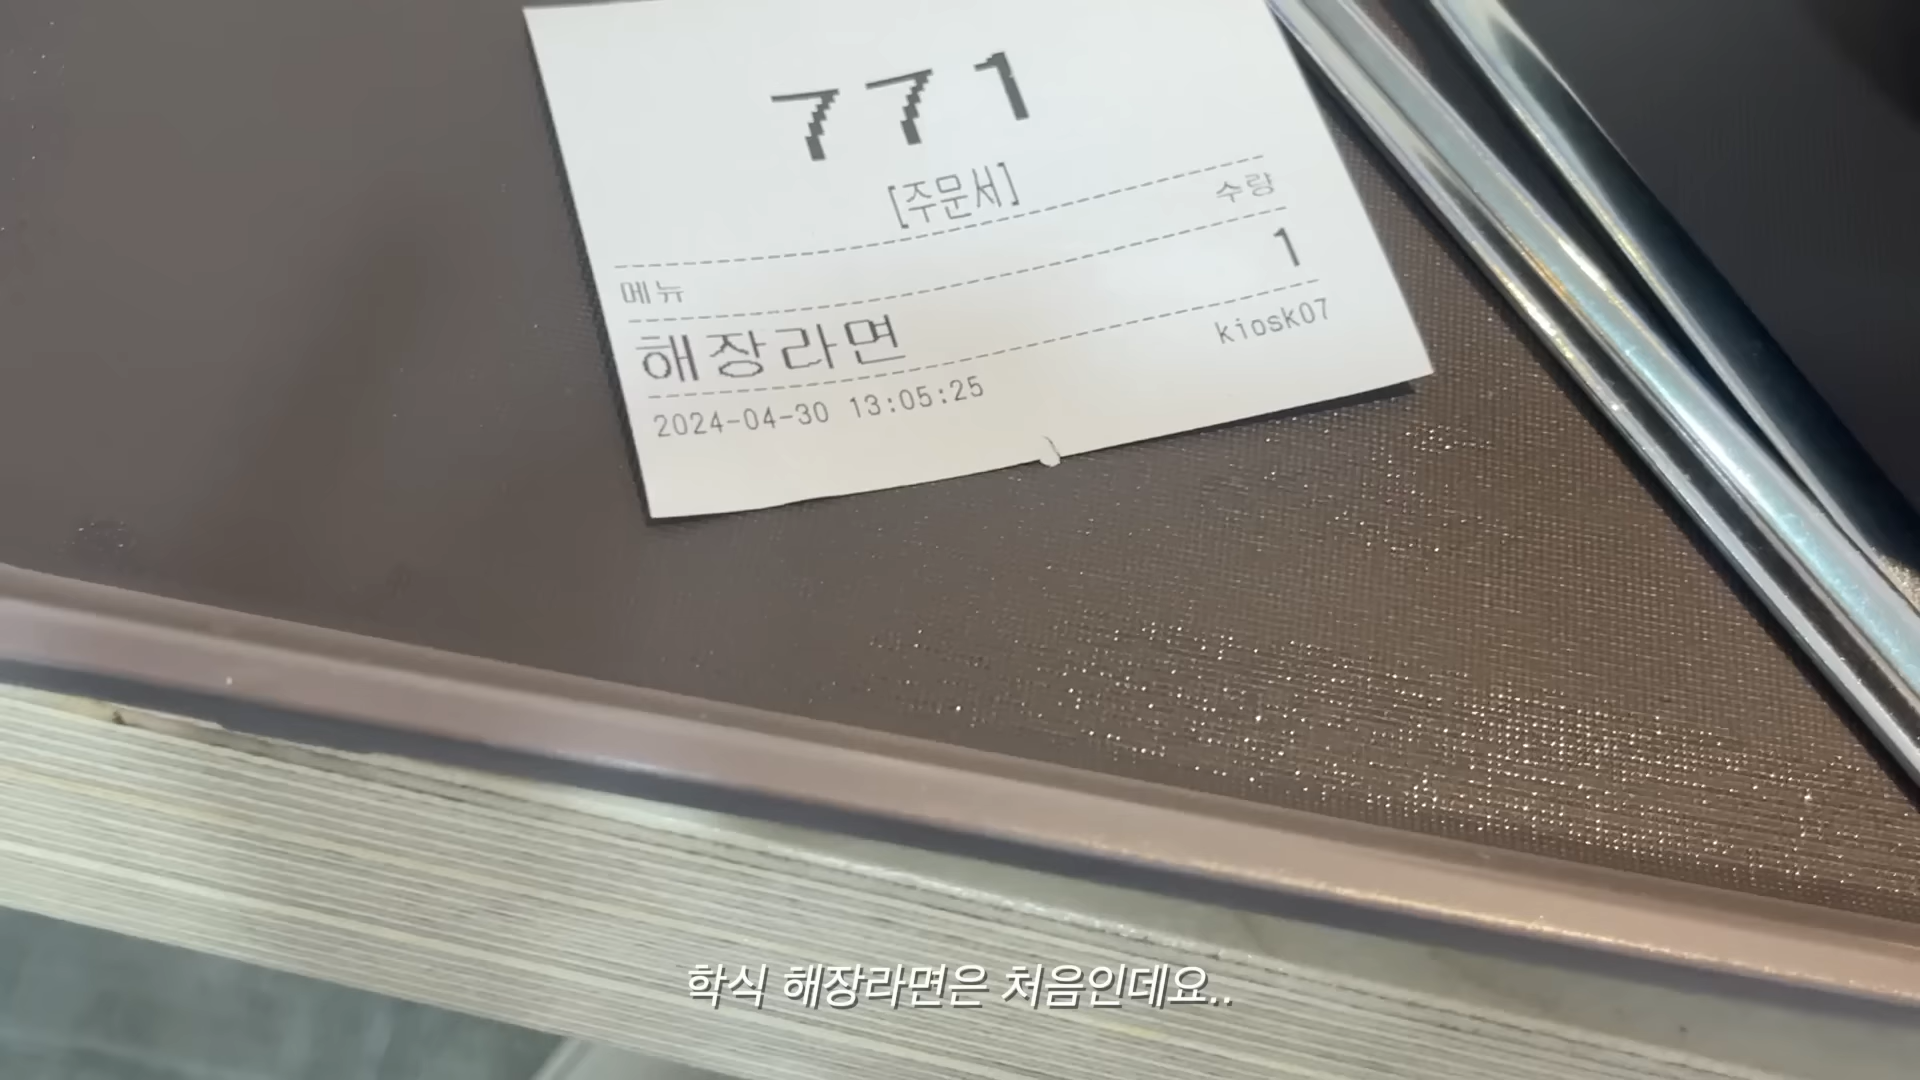 771
[주문서]
메뉴 수량
해장라면 1
2024-04-30 13:05:25 kiosk07
학식 해장라면은 처음인데요..